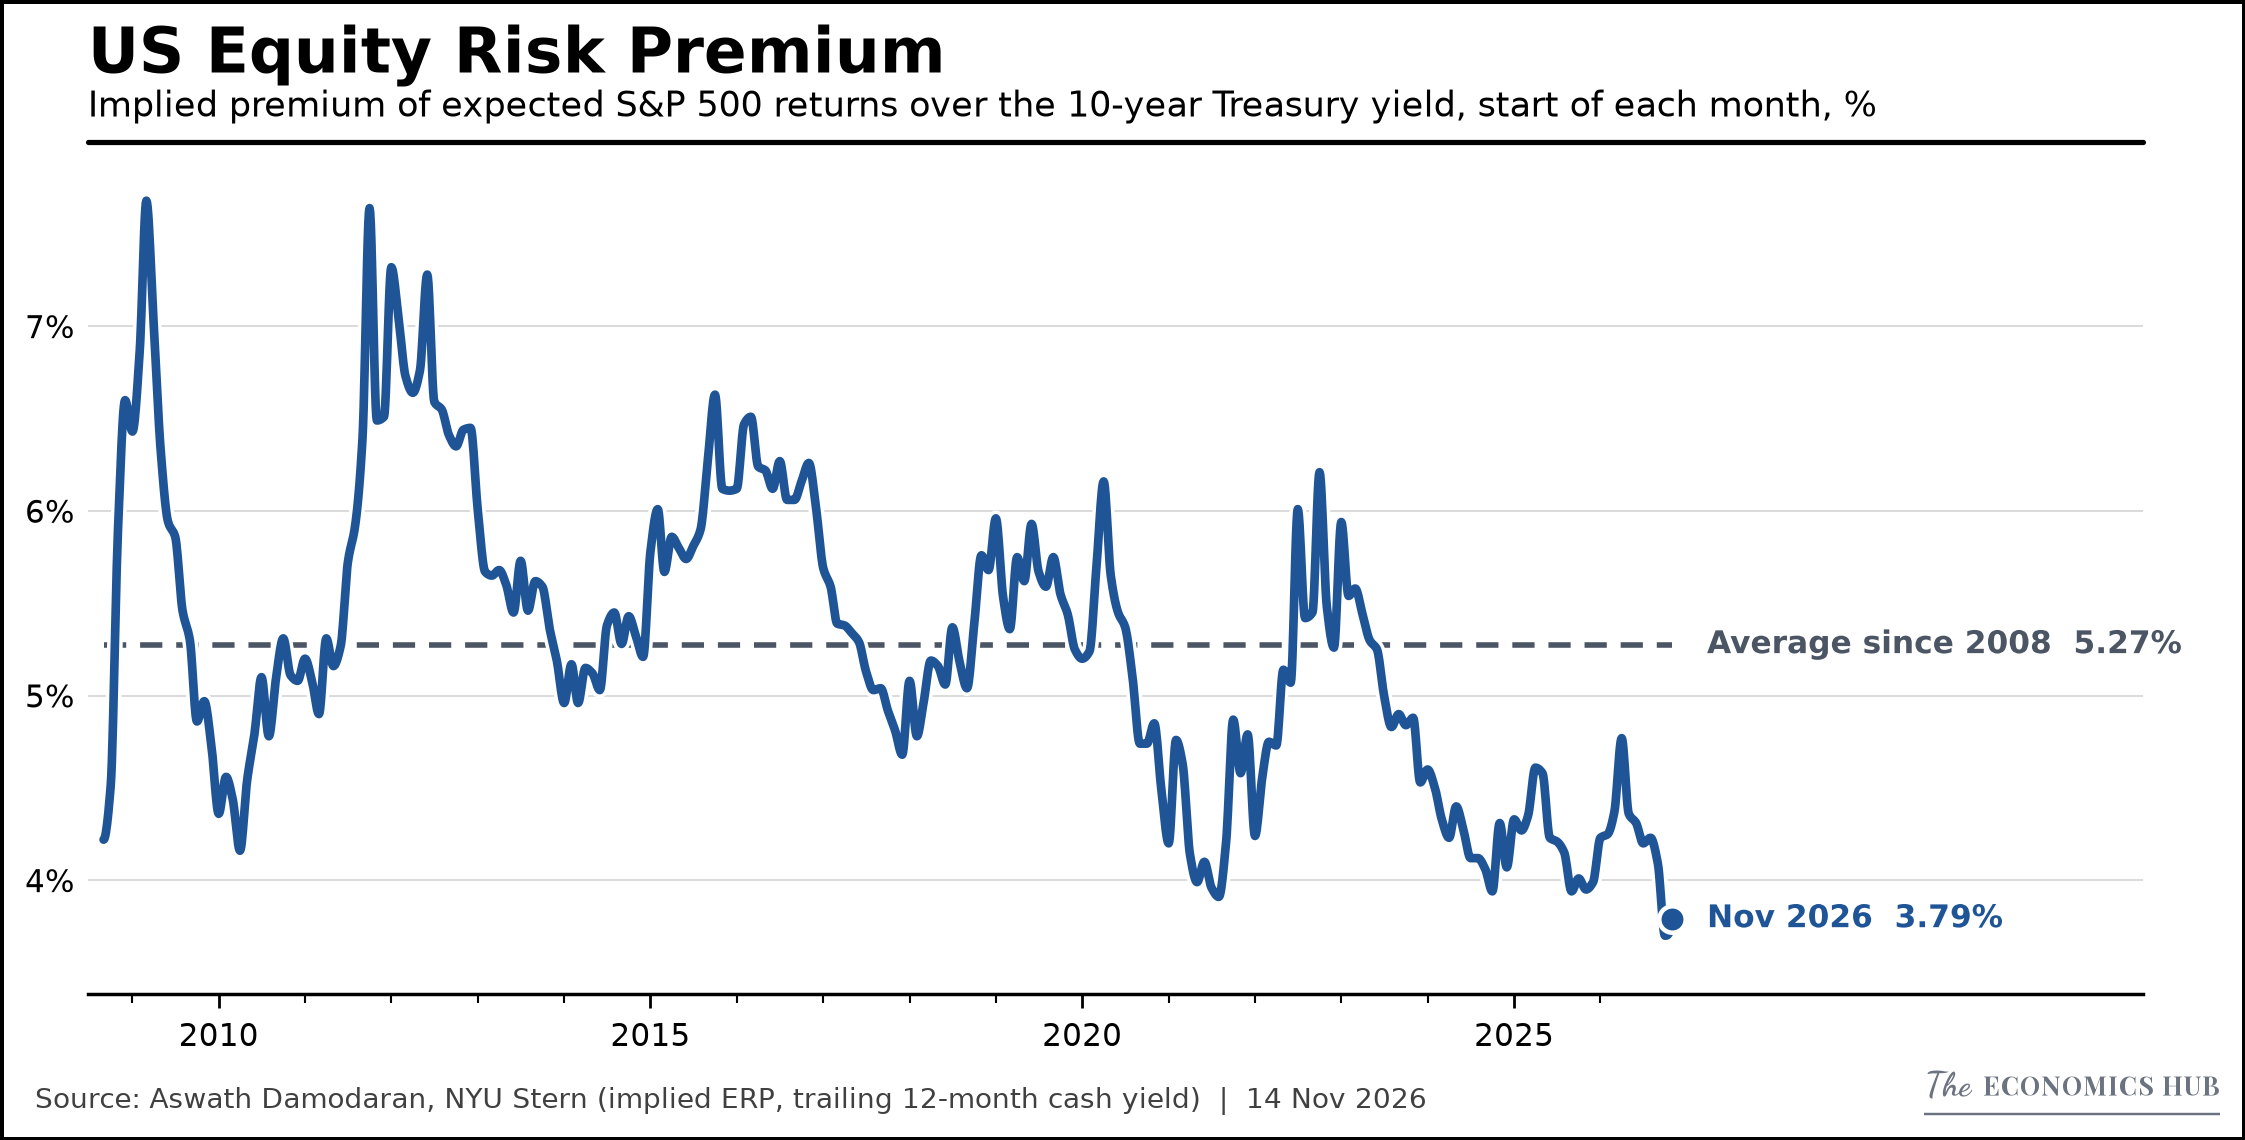 US Equity Risk Premium
Implied premium of expected S&P 500 returns over the 10-year Treasury yield, start of each month, %
7%
6%
Average since 2008 5.27%
5%
4%
Nov 2026 3.79%
2010 2015 2020 2025
Source: Aswath Damodaran, NYU Stern (implied ERP, trailing 12-month cash yield) | 14 Nov 2026
The ECONOMICS HUB